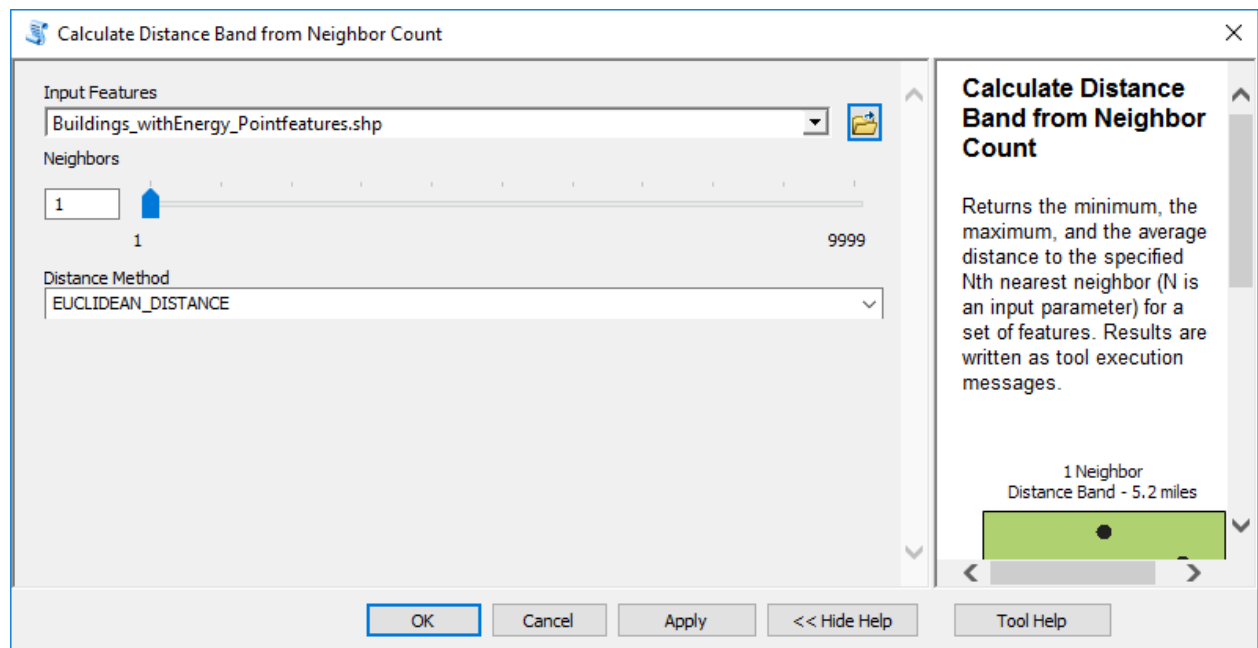 Calculate Distance Band from Neighbor Count
Input Features
Buildings_withEnergy_Pointfeatures.shp
Neighbors
1
1
9999
Distance Method
EUCLIDEAN_DISTANCE
Calculate Distance
Band from Neighbor
Count
Returns the minimum, the
maximum, and the average
distance to the specified
Nth nearest neighbor (N is
an input parameter) for a
set of features. Results are
written as tool execution
messages.
1 Neighbor
Distance Band - 5.2 miles
OK
Cancel
Apply
<< Hide Help
Tool Help